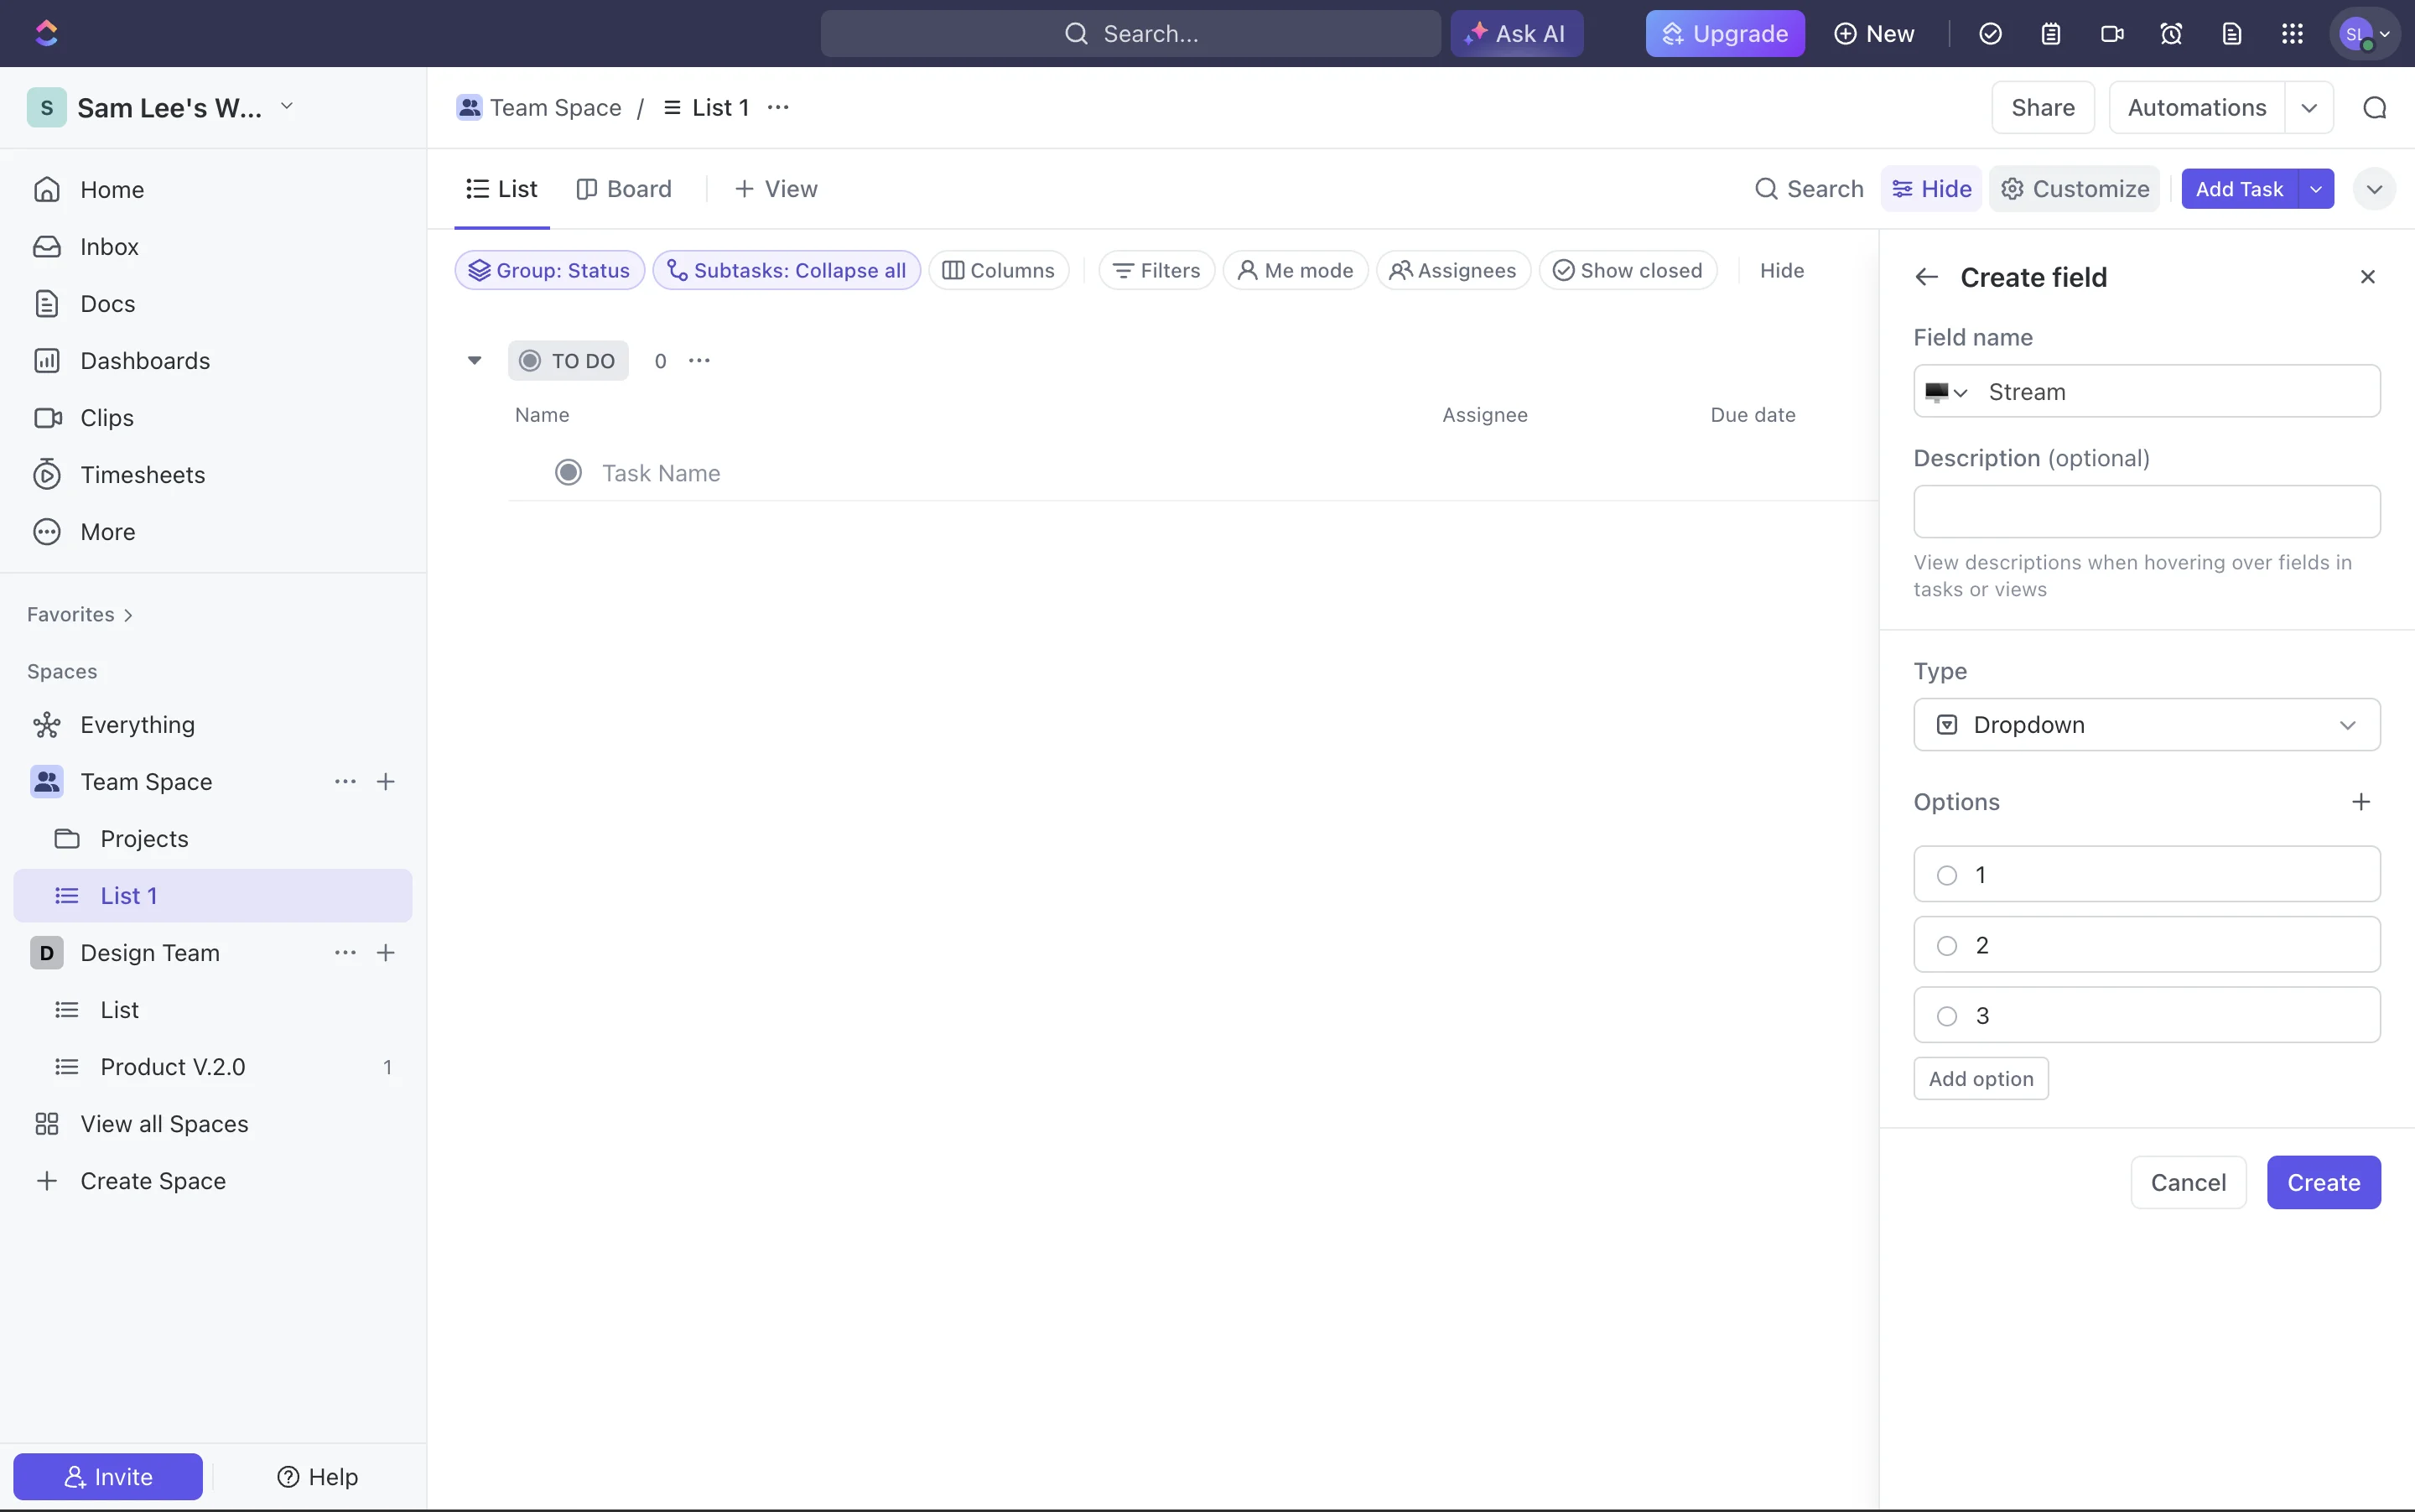 Search...
Ask AI
Upgrade
New
SL
S Sam Lee's W...
Team Space / List 1
Share
Automations
Home
Inbox
Docs
Dashboards
Clips
Timesheets
More
Favorites
Spaces
Everything
Team Space
Projects
List 1
D Design Team
List
Product V.2.0 1
View all Spaces
Create Space
Invite
Help
List
Board
View
Search
Hide
Customize
Add Task
Group: Status
Subtasks: Collapse all
Columns
Filters
Me mode
Assignees
Show closed
Hide
TO DO 0
Name Assignee Due date
Task Name
Create field
Field name
Stream
Description (optional)
View descriptions when hovering over fields in
tasks or views
Type
Dropdown
Options
1
2
3
Add option
Cancel
Create